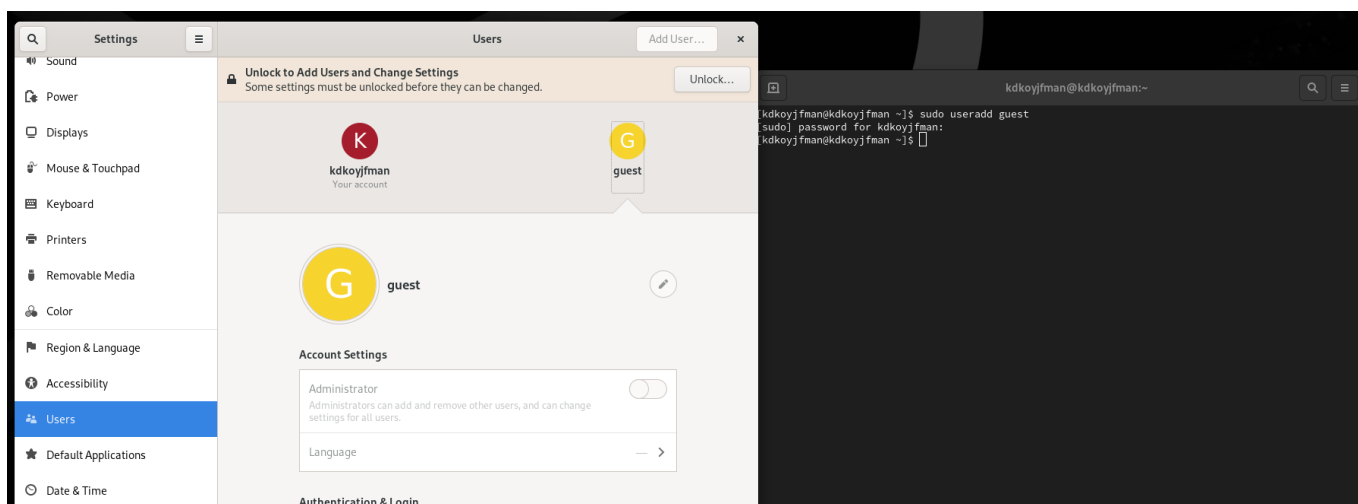 Settings
Users
Add User...
Sound
Power
Displays
Mouse & Touchpad
Keyboard
Printers
Removable Media
Color
Region & Language
Accessibility
Users
Default Applications
Date & Time
Unlock to Add Users and Change Settings
Some settings must be unlocked before they can be changed.
Unlock...
K
kdkoyjfman
Your account
G
guest
G
guest
Account Settings
Administrator
Administrators can add and remove other users, and can change
settings for all users.
Language —
Authentication & Login
kdkoyjfman@kdkoyjfman:~
[kdkoyjfman@kdkoyjfman ~]$ sudo useradd guest
[sudo] password for kdkoyjfman:
[kdkoyjfman@kdkoyjfman ~]$